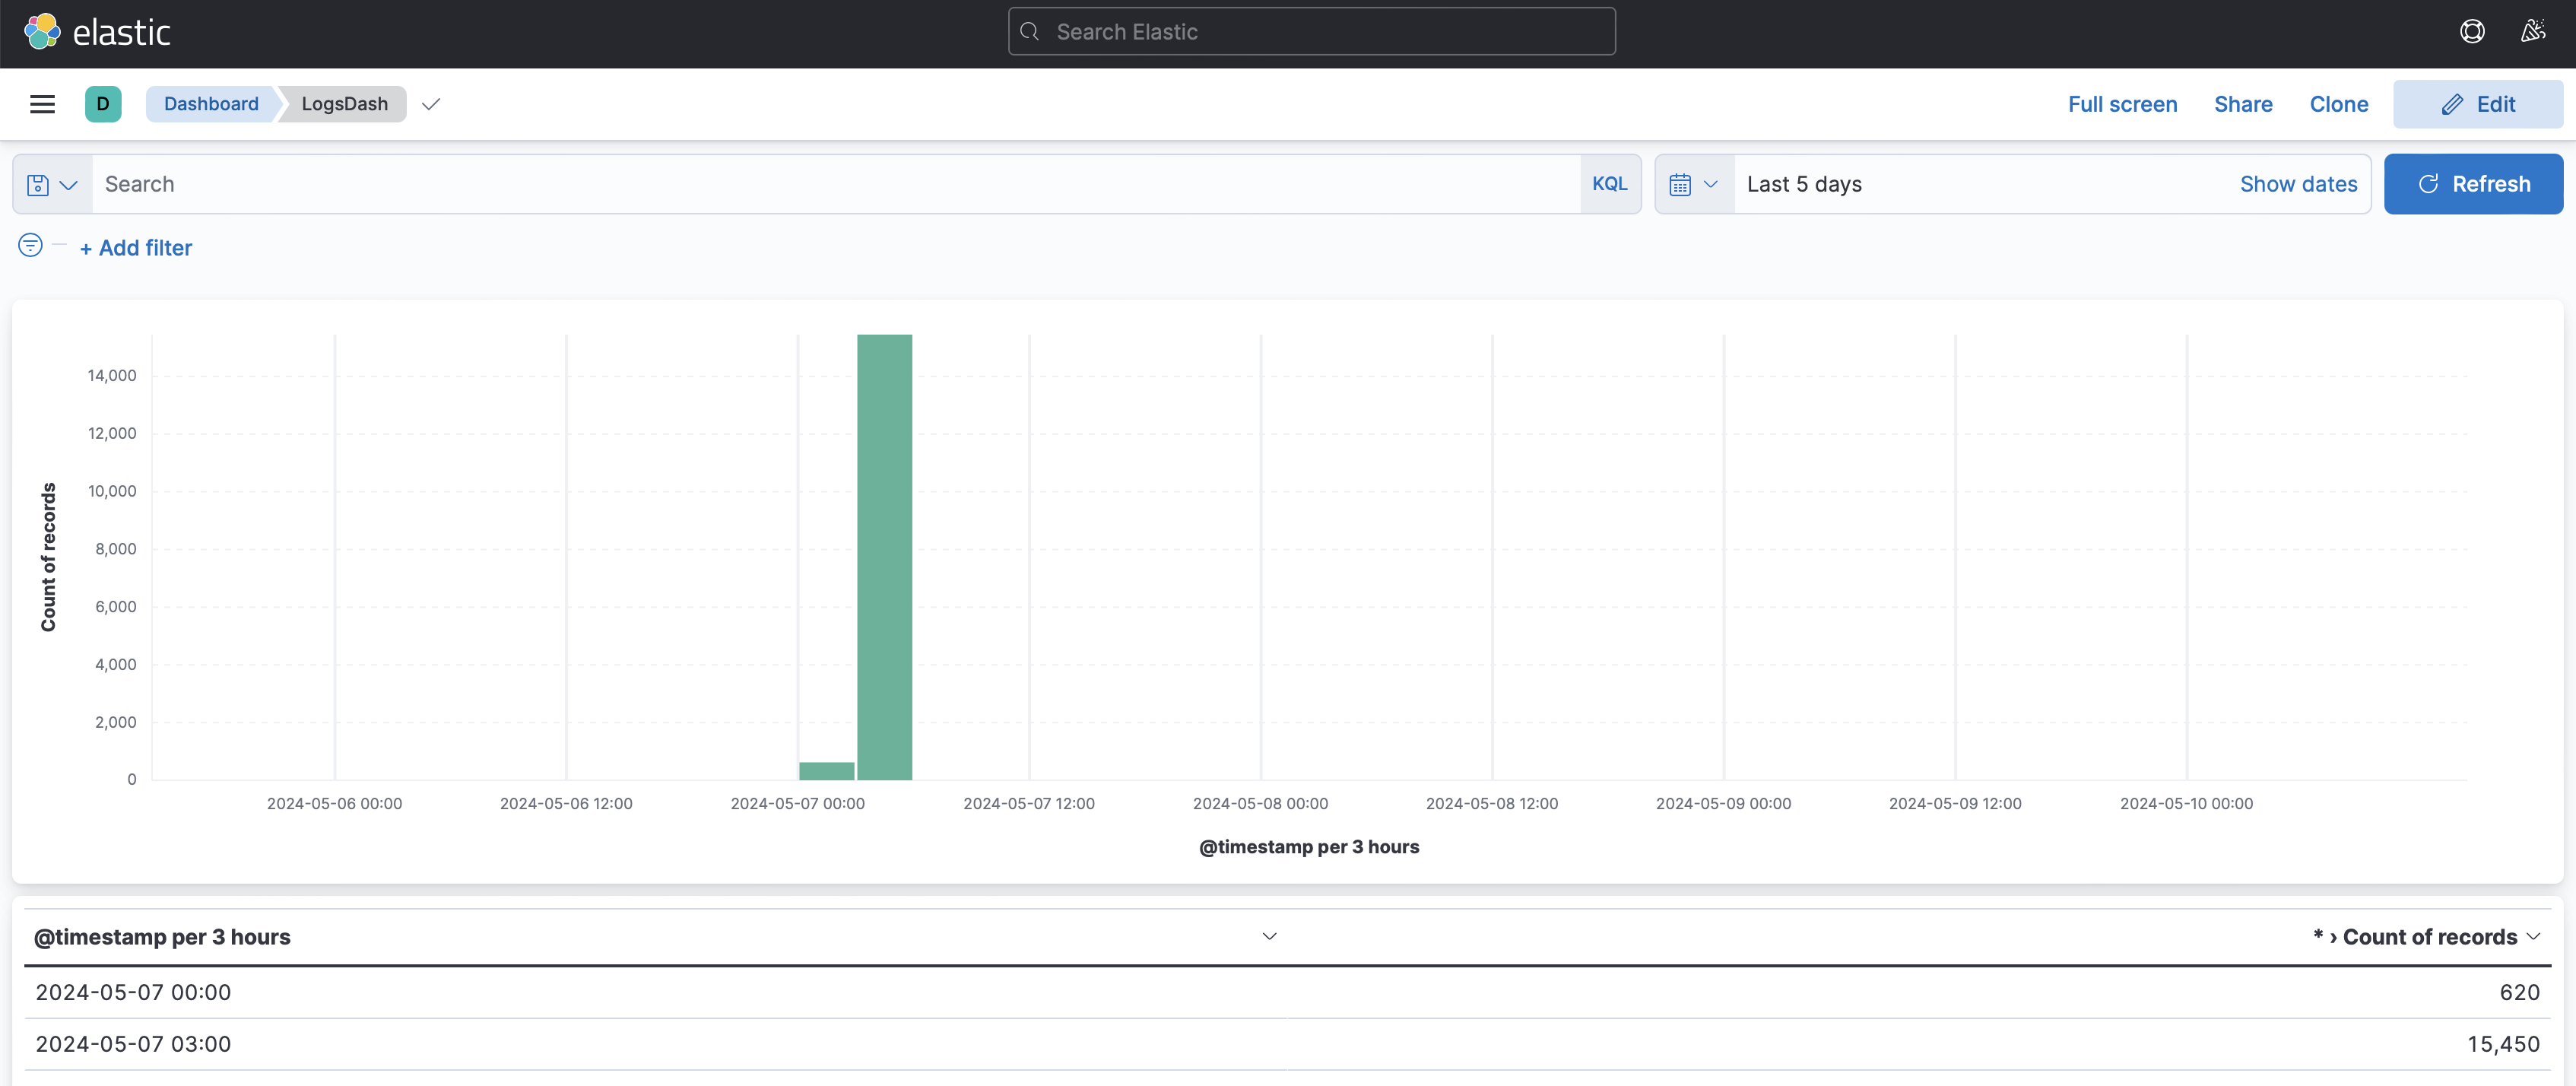 elastic
Search Elastic
D
Dashboard
LogsDash
Full screen
Share
Clone
Edit
Search
KQL
Last 5 days
Show dates
Refresh
+ Add filter
14,000
12,000
10,000
8,000
6,000
4,000
2,000
0
Count of records
2024-05-06 00:00
2024-05-06 12:00
2024-05-07 00:00
2024-05-07 12:00
2024-05-08 00:00
2024-05-08 12:00
2024-05-09 00:00
2024-05-09 12:00
2024-05-10 00:00
@timestamp per 3 hours
@timestamp per 3 hours
* › Count of records
2024-05-07 00:00
620
2024-05-07 03:00
15,450